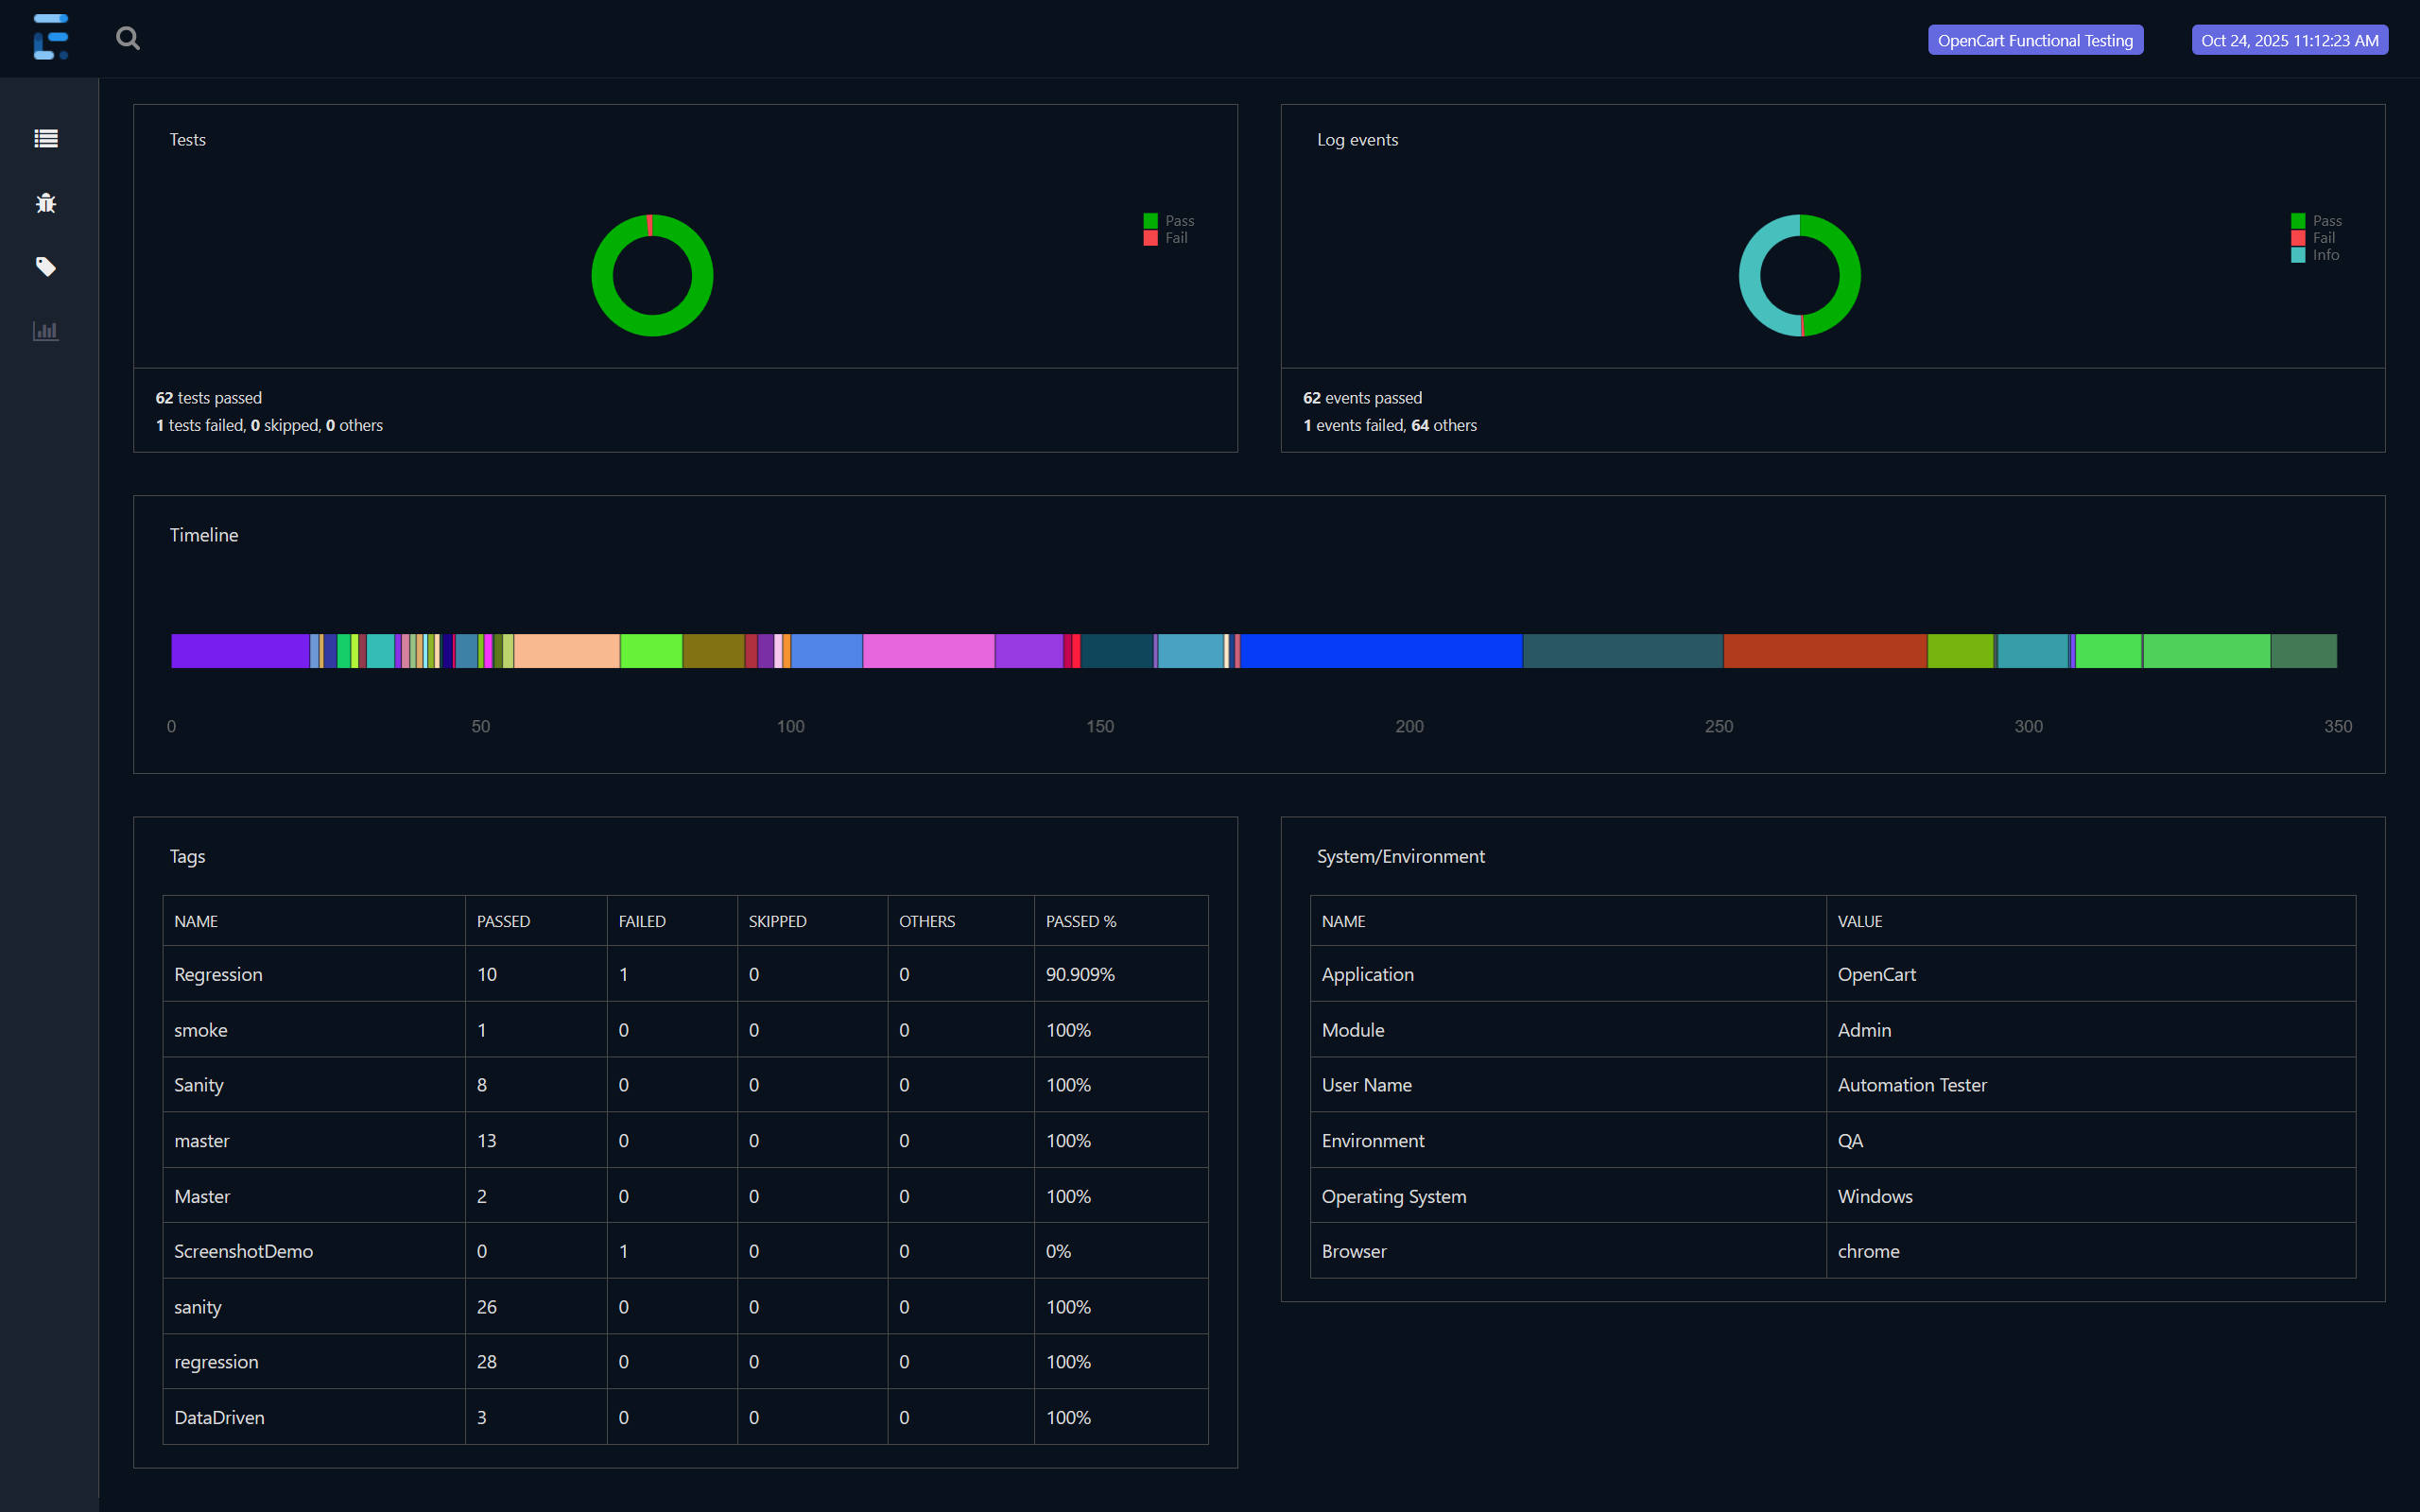 OpenCart Functional Testing
Oct 24, 2025 11:12:23 AM
Tests
Pass
Fail
62 tests passed
1 tests failed, 0 skipped, 0 others
Log events
Pass
Fail
Info
62 events passed
1 events failed, 64 others
Timeline
0 50 100 150 200 250 300 350
Tags
NAME PASSED FAILED SKIPPED OTHERS PASSED %
Regression 10 1 0 0 90.909%
smoke 1 0 0 0 100%
Sanity 8 0 0 0 100%
master 13 0 0 0 100%
Master 2 0 0 0 100%
ScreenshotDemo 0 1 0 0 0%
sanity 26 0 0 0 100%
regression 28 0 0 0 100%
DataDriven 3 0 0 0 100%
System/Environment
NAME VALUE
Application OpenCart
Module Admin
User Name Automation Tester
Environment QA
Operating System Windows
Browser chrome